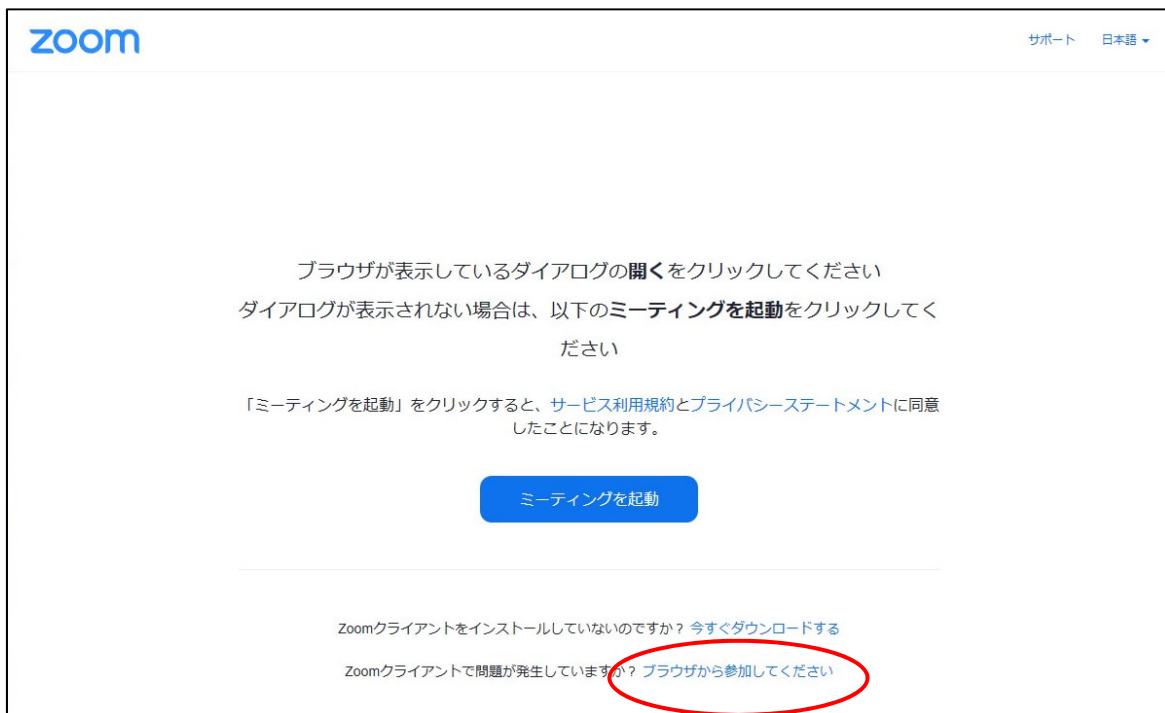 zoom
サポート 日本語
ブラウザが表示しているダイアログの開くをクリックしてください
ダイアログが表示されない場合は、以下のミーティングを起動をクリックしてく
ださい
「ミーティングを起動」をクリックすると、サービス利用規約とプライバシーステートメントに同意
したことになります。
ミーティングを起動
Zoomクライアントをインストールしていないのですか？今すぐダウンロードする
Zoomクライアントで問題が発生していますか？ブラウザから参加してください